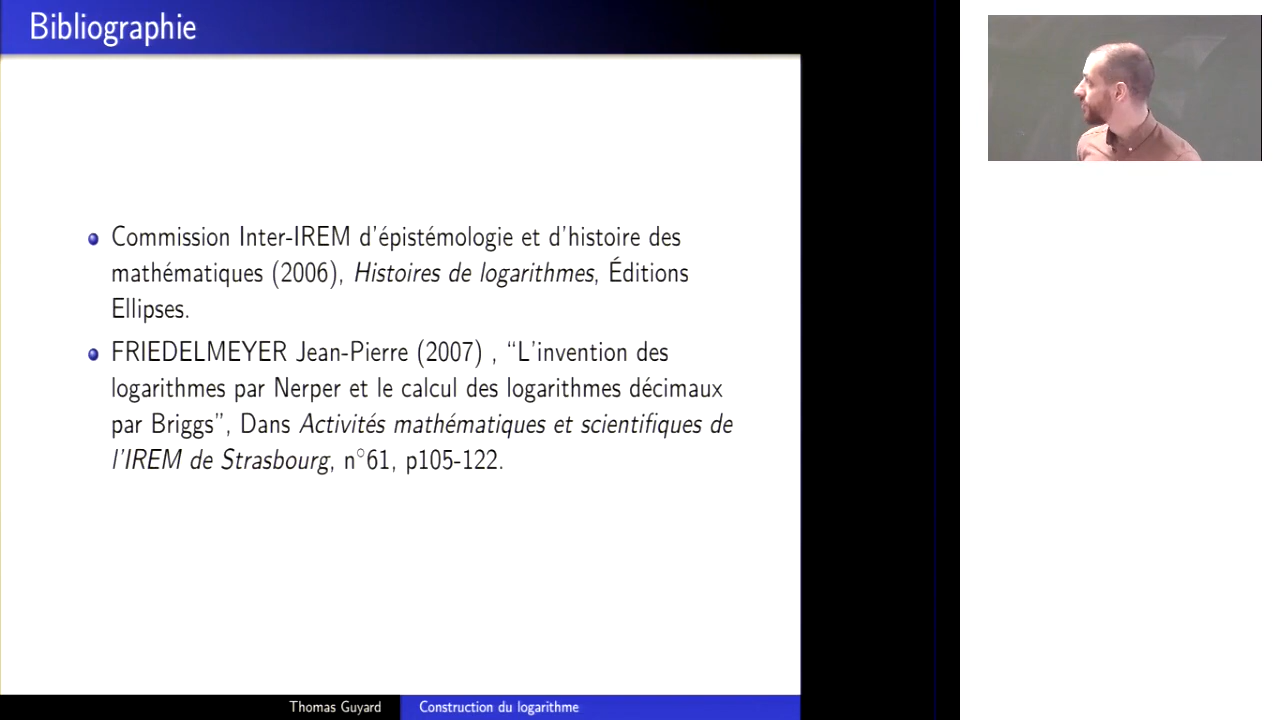 Bibliographie
Commission Inter-IREM d'épistémologie et d'histoire des
mathématiques (2006), Histoires de logarithmes, Éditions
Ellipses.
FRIEDELMEYER Jean-Pierre (2007) , “L'invention des
logarithmes par Nerper et le calcul des logarithmes décimaux
par Briggs”, Dans Activités mathématiques et scientifiques de
l'IREM de Strasbourg, n°61, p105-122.
Thomas Guyard
Construction du logarithme